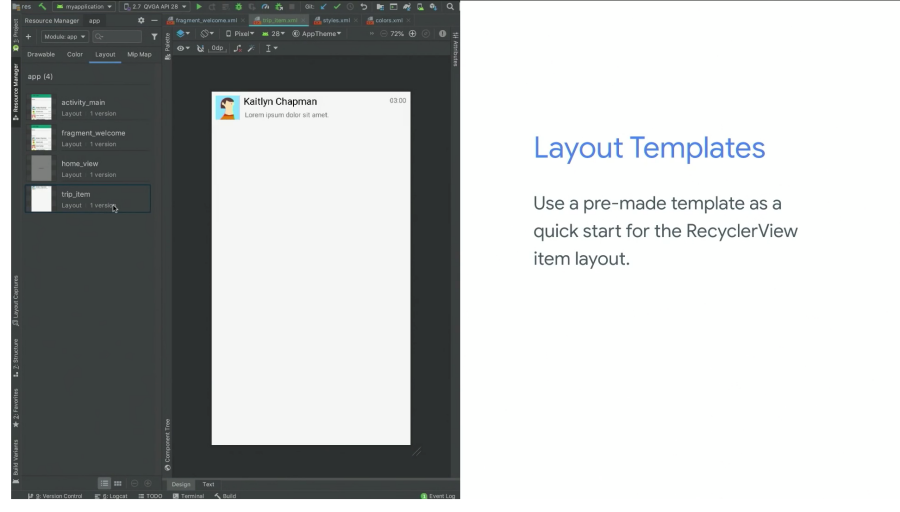 res
myapplication
2.7 QVGA API 28
Git:
Resource Manager app
fragment_welcome.xml
trip_item.xml
styles.xml
colors.xml
Module: app
Pixel
28
AppTheme
72%
Drawable Color Layout Mip Map
0dp
app (4)
activity_main
Layout 1 version
fragment_welcome
Layout 1 version
home_view
Layout 1 version
trip_item
Layout 1 version
Kaitlyn Chapman
03:00
Lorem ipsum dolor sit amet.
Layout Templates
Use a pre-made template as a
quick start for the RecyclerView
item layout.
1: Project
Resource Manager
Layout Captures
Z: Structure
2: Favorites
Build Variants
Palette
Component Tree
Attributes
Design Text
9: Version Control
6: Logcat
TODO
Terminal
Build
1 Event Log